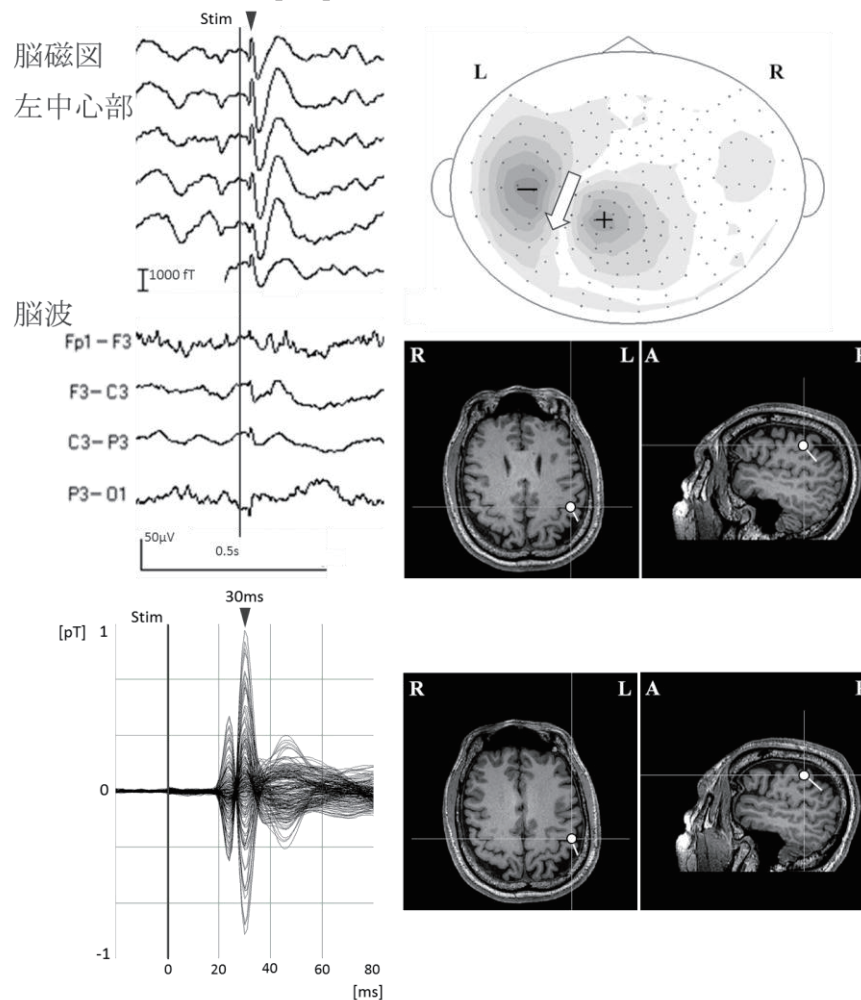 Stim
脳磁図
左中心部
1000 fT
脳波
Fp1-F3
F3-C3
C3-P3
P3-O1
50μV
0.5s
L
R
−
+
R
L
A
30ms
Stim
[pT]
1
0
-1
0
20
40
60
80
[ms]
R
L
A